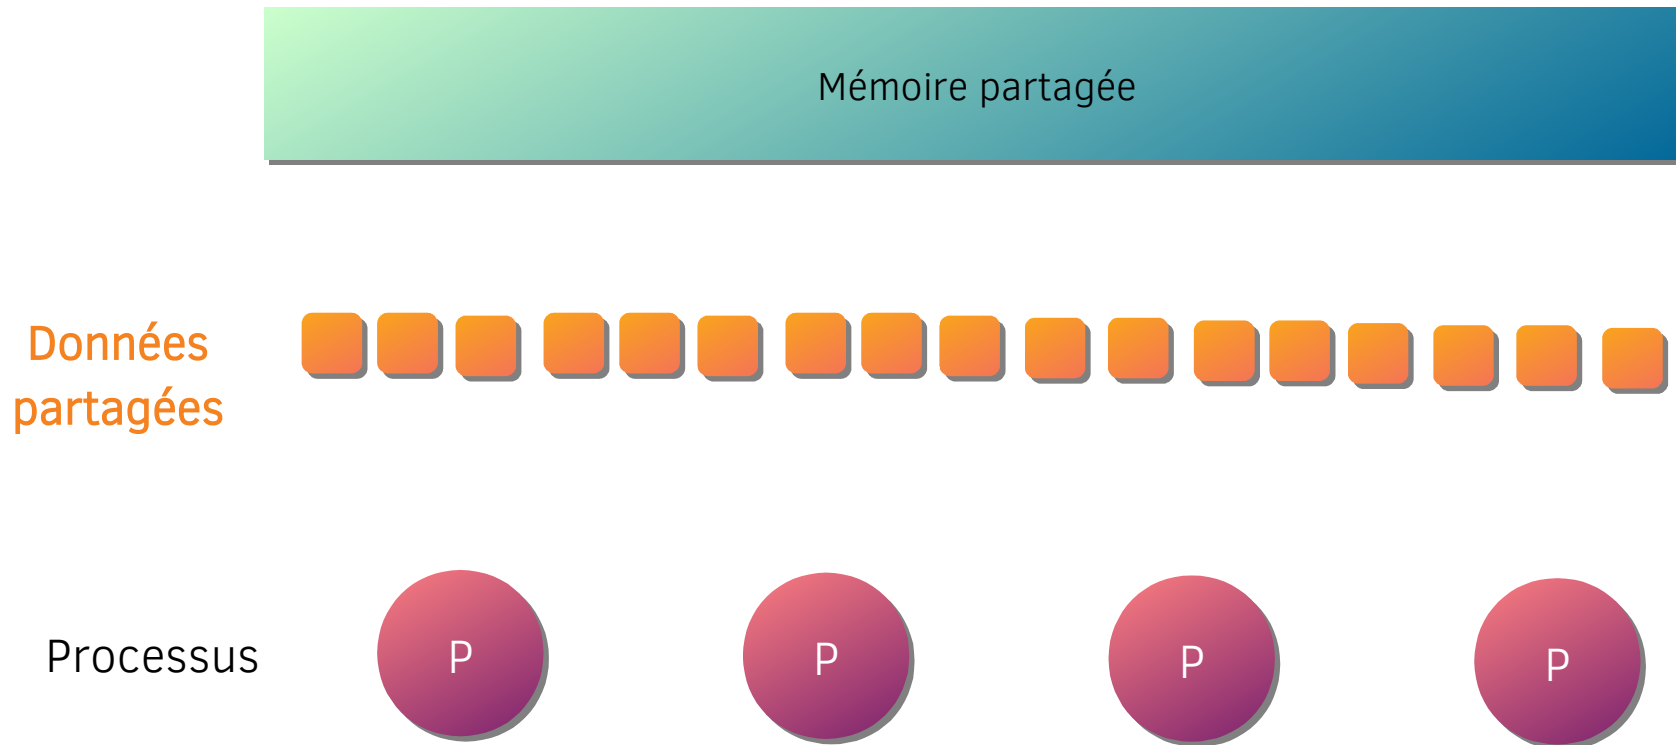 Mémoire partagée
Données
partagées
Processus
P
P
P
P